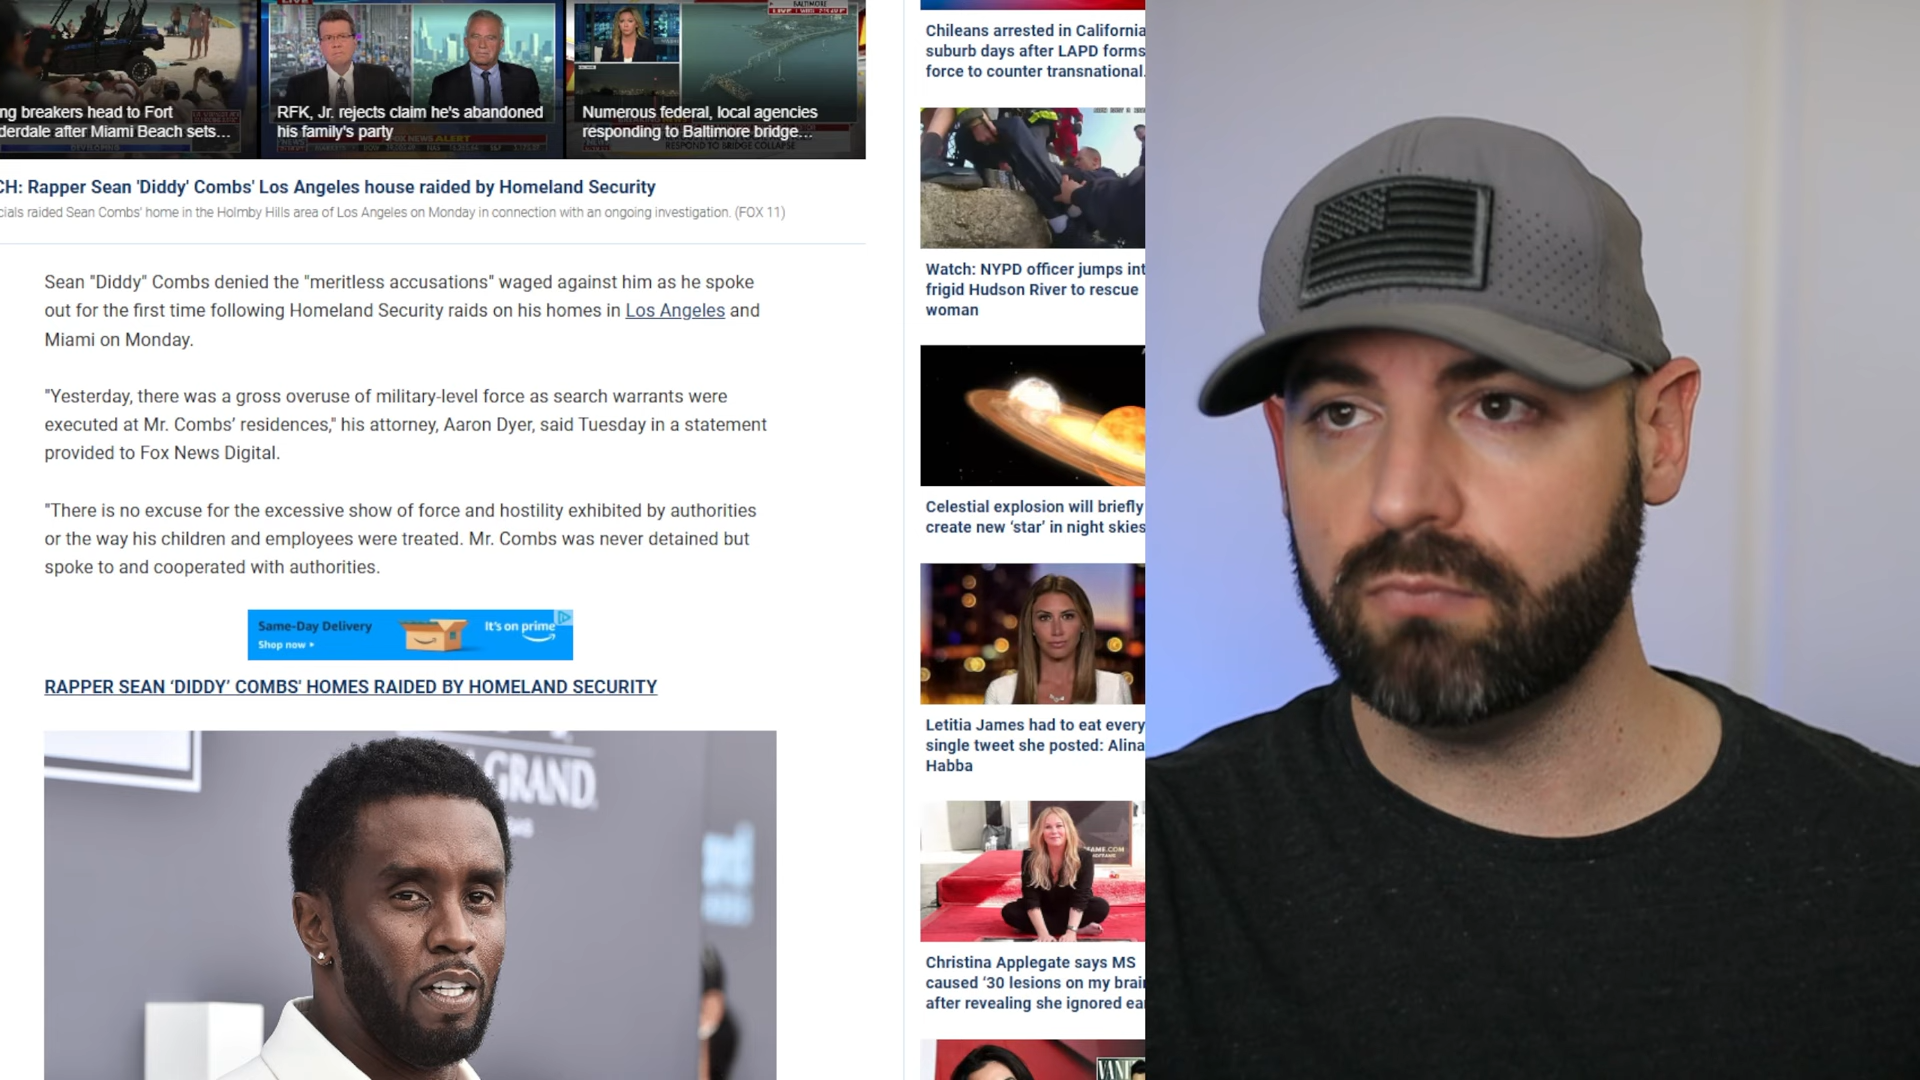 LIVE
BALTIMORE
ng breakers head to Fort
derdale after Miami Beach sets...
DEVELOPING
RFK, Jr. rejects claim he's abandoned
his family's party
NEWS ALERT
Numerous federal, local agencies
responding to Baltimore bridge...
RESPOND TO BRIDGE COLLAPSE
CH: Rapper Sean 'Diddy' Combs' Los Angeles house raided by Homeland Security
cials raided Sean Combs' home in the Holmby Hills area of Los Angeles on Monday in connection with an ongoing investigation. (FOX 11)
Sean "Diddy" Combs denied the "meritless accusations" waged against him as he spoke
out for the first time following Homeland Security raids on his homes in Los Angeles and
Miami on Monday.
"Yesterday, there was a gross overuse of military-level force as search warrants were
executed at Mr. Combs’ residences," his attorney, Aaron Dyer, said Tuesday in a statement
provided to Fox News Digital.
"There is no excuse for the excessive show of force and hostility exhibited by authorities
or the way his children and employees were treated. Mr. Combs was never detained but
spoke to and cooperated with authorities.
Same-Day Delivery
Shop now
It's on prime
RAPPER SEAN ‘DIDDY’ COMBS' HOMES RAIDED BY HOMELAND SECURITY
GRAND
Chileans arrested in California
suburb days after LAPD forms
force to counter transnational.
Watch: NYPD officer jumps int
frigid Hudson River to rescue
woman
Celestial explosion will briefly
create new ‘star’ in night skies
Letitia James had to eat every
single tweet she posted: Alina
Habba
FAME.COM
Christina Applegate says MS
caused ‘30 lesions on my brai
after revealing she ignored ea
VANI